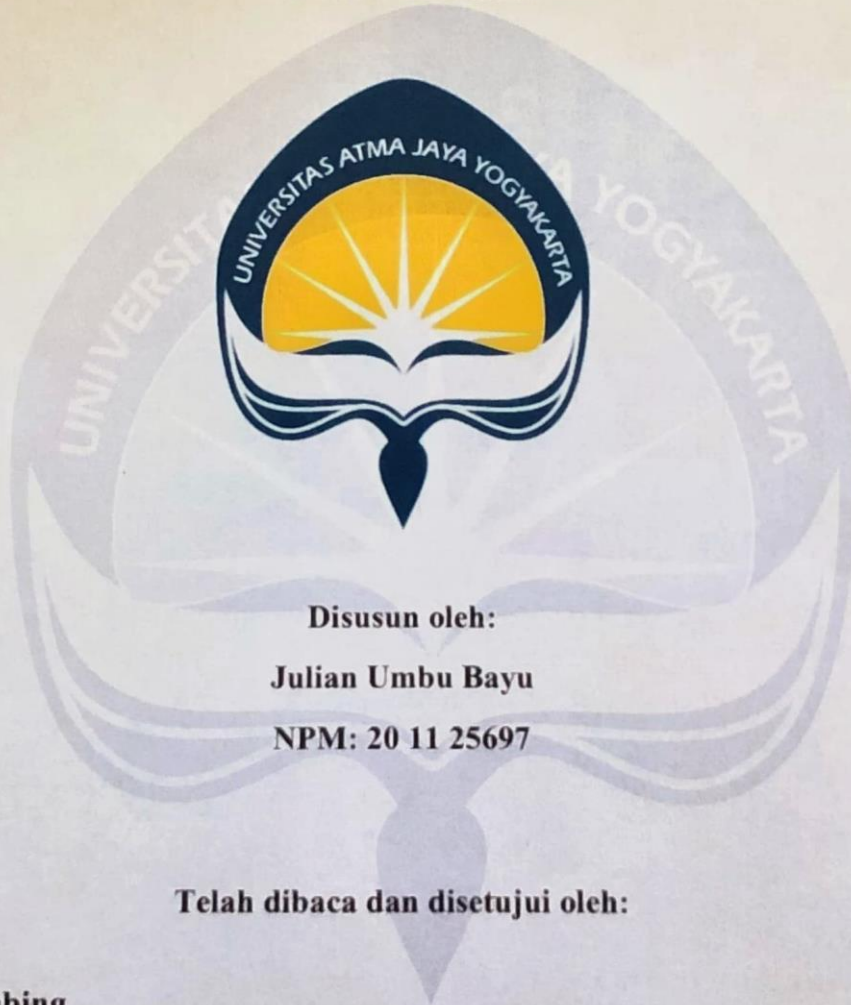 UNIVERSITAS ATMA JAYA YOGYAKARTA
Disusun oleh:
Julian Umbu Bayu
NPM: 20 11 25697
Telah dibaca dan disetujui oleh: